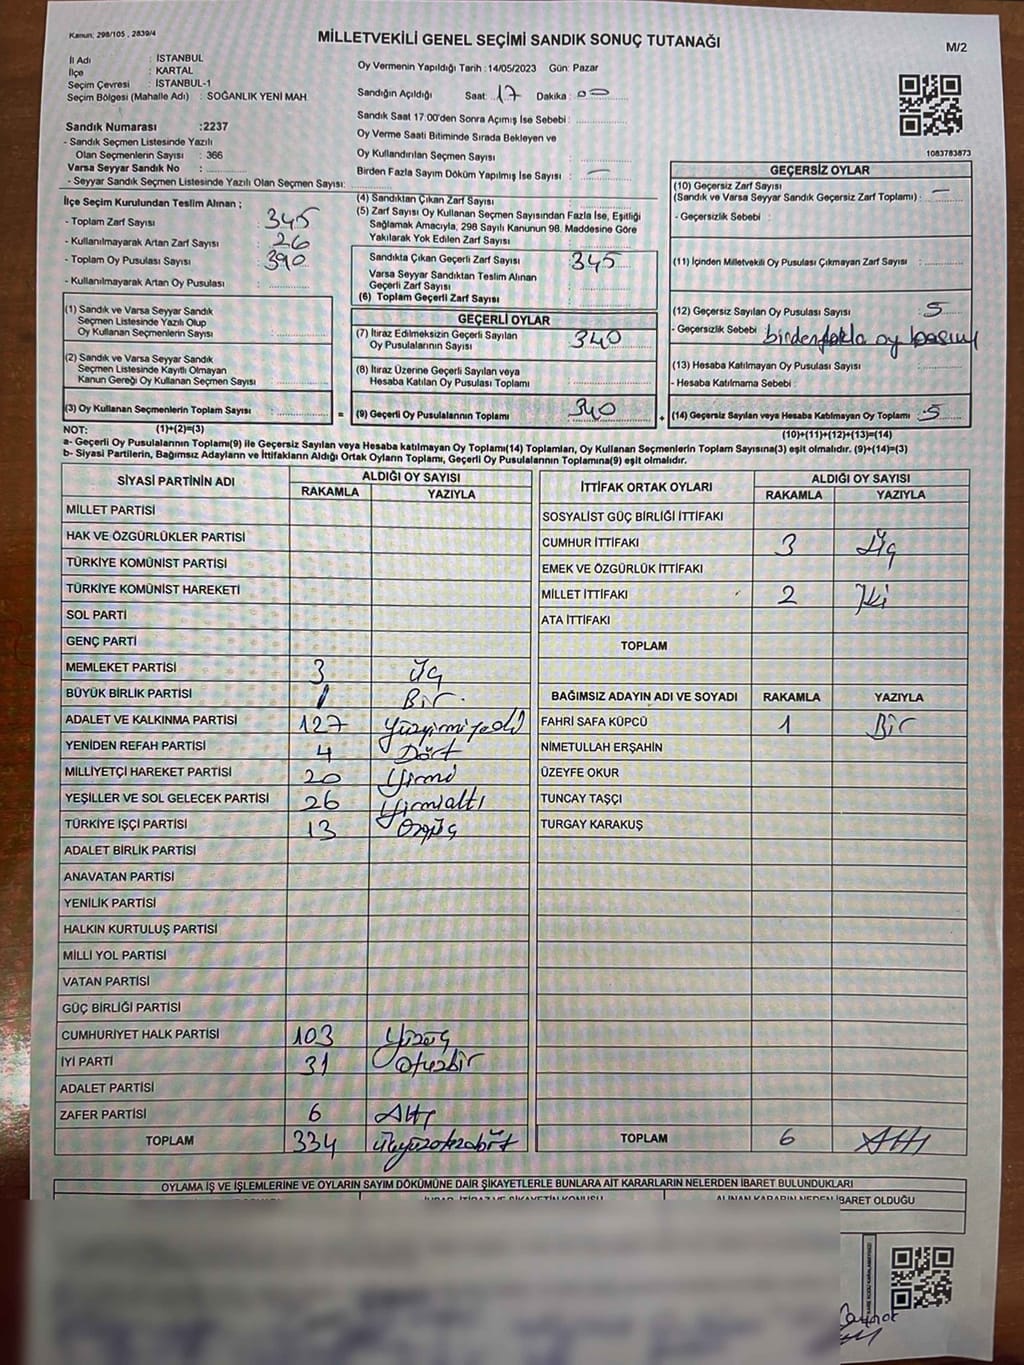 Kanun: 298/105 , 2839/4
MİLLETVEKİLİ GENEL SEÇİMİ SANDIK SONUÇ TUTANAĞI
M/2
İl Adı : İSTANBUL
İlçe : KARTAL
Seçim Çevresi : İSTANBUL-1
Seçim Bölgesi (Mahalle Adı) : SOĞANLIK YENİ MAH.
Sandık Numarası :2237
- Sandık Seçmen Listesinde Yazılı
Olan Seçmenlerin Sayısı : 366
Varsa Seyyar Sandık No :
- Seyyar Sandık Seçmen Listesinde Yazılı Olan Seçmen Sayısı:
Oy Vermenin Yapıldığı Tarih : 14/05/2023 Gün: Pazar
Sandığın Açıldığı Saat: 17 Dakika : 00
Sandık Saat 17.00'den Sonra Açımış İse Sebebi :
Oy Verme Saati Bitiminde Sırada Bekleyen ve
Oy Kullandırılan Seçmen Sayısı :
Birden Fazla Sayım Döküm Yapılmış İse Sayısı : —
1083783873
İlçe Seçim Kurulundan Teslim Alınan ;
- Toplam Zarf Sayısı : 345
- Kullanılmayarak Artan Zarf Sayısı : 26
- Toplam Oy Pusulası Sayısı : 390
- Kullanılmayarak Artan Oy Pusulası :
(4) Sandıktan Çıkan Zarf Sayısı :
(5) Zarf Sayısı Oy Kullanan Seçmen Sayısından Fazla İse, Eşitliği
Sağlamak Amacıyla, 298 Sayılı Kanunun 98. Maddesine Göre
Yakılarak Yok Edilen Zarf Sayısı :
Sandıkta Çıkan Geçerli Zarf Sayısı : 345
Varsa Seyyar Sandıktan Teslim Alınan
Geçerli Zarf Sayısı :
(6) Toplam Geçerli Zarf Sayısı :
GEÇERSİZ OYLAR
(10) Geçersiz Zarf Sayısı
(Sandık ve Varsa Seyyar Sandık Geçersiz Zarf Toplamı) : —
- Geçersizlik Sebebi :
(11) İçinden Milletvekili Oy Pusulası Çıkmayan Zarf Sayısı :
(12) Geçersiz Sayılan Oy Pusulası Sayısı : 5
- Geçersizlik Sebebi : birdenfakla oy basımı
(13) Hesaba Katılmayan Oy Pusulası Sayısı :
- Hesaba Katılmama Sebebi :
(14) Geçersiz Sayılan veya Hesaba Katılmayan Oy Toplamı : 5
(10)+(11)+(12)+(13)=(14)
(1) Sandık ve Varsa Seyyar Sandık
Seçmen Listesinde Yazılı Olup
Oy Kullanan Seçmenlerin Sayısı :
(2) Sandık ve Varsa Seyyar Sandık
Seçmen Listesinde Kayıtlı Olmayan
Kanun Gereği Oy Kullanan Seçmen Sayısı :
(3) Oy Kullanan Seçmenlerin Toplam Sayısı : =
GEÇERLİ OYLAR
(7) İtiraz Edilmeksizin Geçerli Sayılan
Oy Pusulalarının Sayısı : 340
(8) İtiraz Üzerine Geçerli Sayılan veya
Hesaba Katılan Oy Pusulası Toplamı :
(9) Geçerli Oy Pusulalarının Toplamı : 340 +
NOT: (1)+(2)=(3)
a- Geçerli Oy Pusulalarının Toplamı(9) ile Geçersiz Sayılan veya Hesaba katılmayan Oy Toplamı(14) Toplamları, Oy Kullanan Seçmenlerin Toplam Sayısına(3) eşit olmalıdır. (9)+(14)=(3)
b- Siyasi Partilerin, Bağımsız Adayların ve İttifakların Aldığı Ortak Oyların Toplamı, Geçerli Oy Pusulalarının Toplamına(9) eşit olmalıdır.
SİYASİ PARTİNİN ADI ALDIĞI OY SAYISI
RAKAMLA YAZIYLA
MİLLET PARTİSİ
HAK VE ÖZGÜRLÜKLER PARTİSİ
TÜRKİYE KOMÜNİST PARTİSİ
TÜRKİYE KOMÜNİST HAREKETİ
SOL PARTİ
GENÇ PARTİ
MEMLEKET PARTİSİ 3 Üç
BÜYÜK BİRLİK PARTİSİ 1 Bir
ADALET VE KALKINMA PARTİSİ 127 Yüzyirmiyedi
YENİDEN REFAH PARTİSİ 4 Dört
MİLLİYETÇİ HAREKET PARTİSİ 20 Yirmi
YEŞİLLER VE SOL GELECEK PARTİSİ 26 Yirmialtı
TÜRKİYE İŞÇİ PARTİSİ 13 Onüç
ADALET BİRLİK PARTİSİ
ANAVATAN PARTİSİ
YENİLİK PARTİSİ
HALKIN KURTULUŞ PARTİSİ
MİLLİ YOL PARTİSİ
VATAN PARTİSİ
GÜÇ BİRLİĞİ PARTİSİ
CUMHURİYET HALK PARTİSİ 103 Yüzüç
İYİ PARTİ 31 Otuzbir
ADALET PARTİSİ
ZAFER PARTİSİ 6 Altı
TOPLAM 334 Üçyüzotuzdört
İTTİFAK ORTAK OYLARI ALDIĞI OY SAYISI
RAKAMLA YAZIYLA
SOSYALİST GÜÇ BİRLİĞİ İTTİFAKI
CUMHUR İTTİFAKI 3 Üç
EMEK VE ÖZGÜRLÜK İTTİFAKI
MİLLET İTTİFAKI 2 İki
ATA İTTİFAKI
TOPLAM
BAĞIMSIZ ADAYIN ADI VE SOYADI RAKAMLA YAZIYLA
FAHRİ SAFA KÜPCÜ 1 Bir
NİMETULLAH ERŞAHİN
ÜZEYFE OKUR
TUNCAY TAŞÇI
TURGAY KARAKUŞ
TOPLAM 6 Altı
OYLAMA İŞ VE İŞLEMLERİNE VE OYLARIN SAYIM DÖKÜMÜNE DAİR ŞİKAYETLERLE BUNLARA AİT KARARLARIN NELERDEN İBARET BULUNDUKLARI
İHBAR, İTİRAZ VE ŞİKAYETİN KONUSU
ALINAN KARARIN NEDEN İBARET OLDUĞU